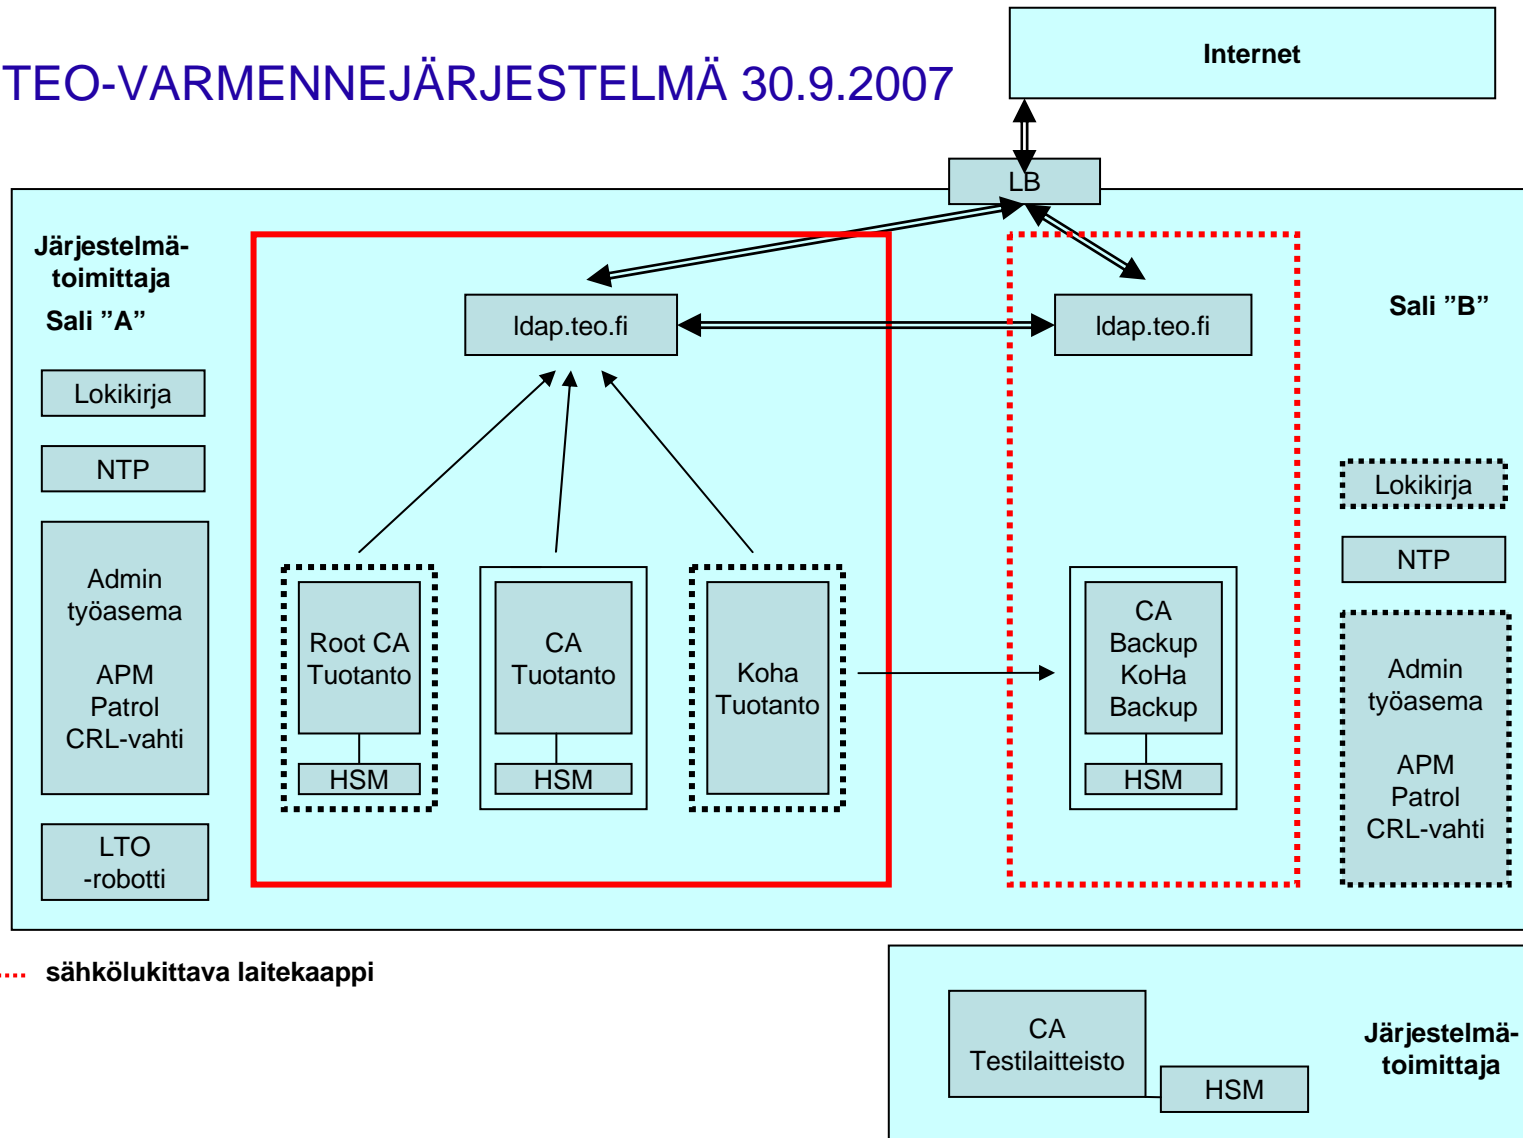 TEO-VARMENNEJÄRJESTELMÄ 30.9.2007
Internet
LB
Järjestelmä-
toimittaja
Sali ”A”
Sali ”B”
ldap.teo.fi
ldap.teo.fi
Lokikirja
NTP
Admin
työasema
APM
Patrol
CRL-vahti
LTO
-robotti
Root CA
Tuotanto
HSM
CA
Tuotanto
HSM
Koha
Tuotanto
CA
Backup
KoHa
Backup
HSM
Lokikirja
NTP
Admin
työasema
APM
Patrol
CRL-vahti
sähkölukittava laitekaappi
CA
Testilaitteisto
HSM
Järjestelmä-
toimittaja